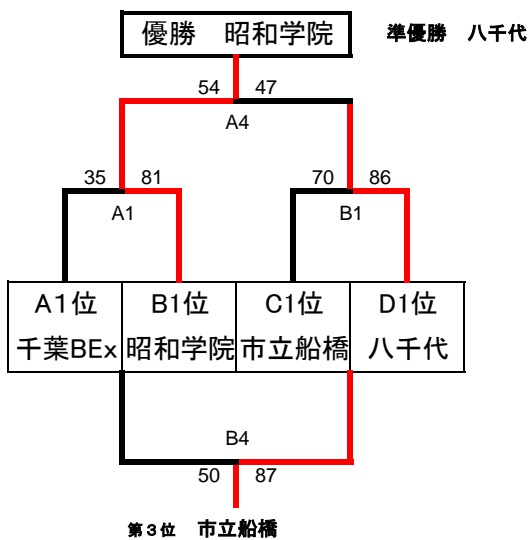 優勝 昭和学院 準優勝 八千代
54 47
A4
35 81 70 86
A1 B1
A1位 B1位 C1位 D1位
千葉BEx 昭和学院 市立船橋 八千代
B4
50 87
第3位 市立船橋